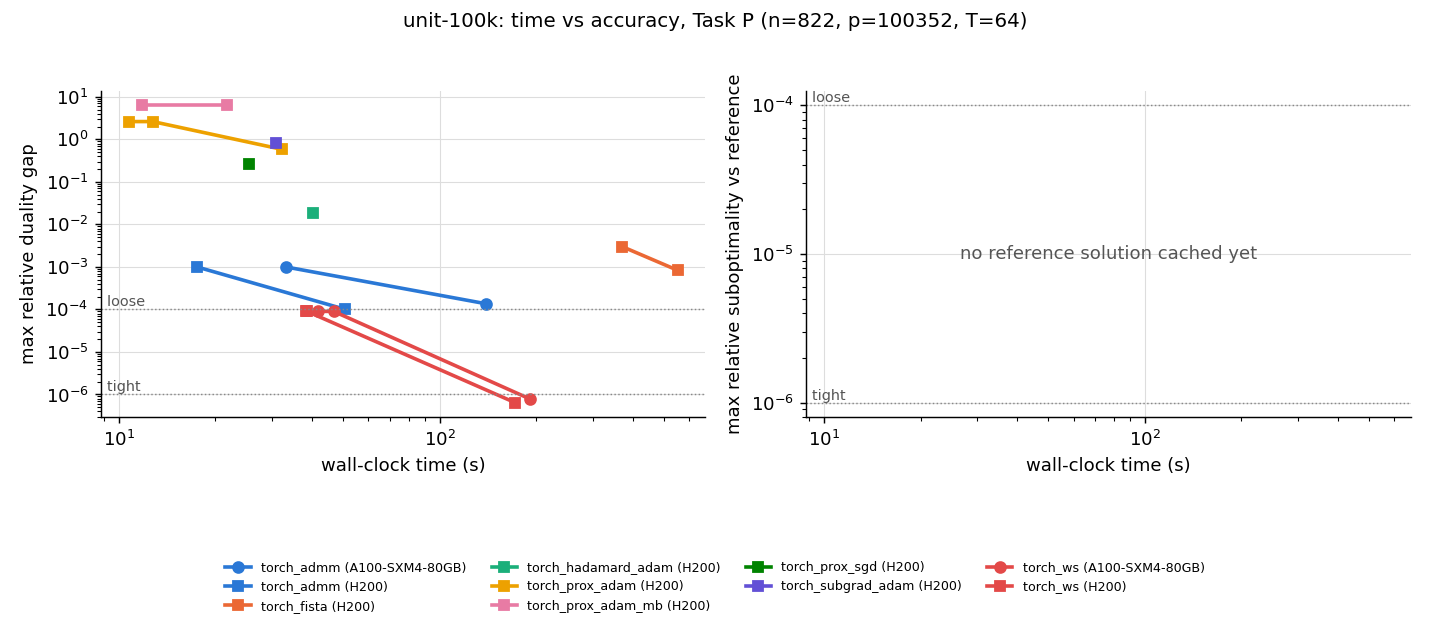 unit-100k: time vs accuracy, Task P (n=822, p=100352, T=64)
max relative duality gap
10¹
10⁰
10⁻¹
10⁻²
10⁻³
10⁻⁴
10⁻⁵
10⁻⁶
loose
tight
10¹
10²
wall-clock time (s)
max relative suboptimality vs reference
10⁻⁴
10⁻⁵
10⁻⁶
loose
no reference solution cached yet
tight
10¹
10²
wall-clock time (s)
torch_admm (A100-SXM4-80GB)
torch_admm (H200)
torch_fista (H200)
torch_hadamard_adam (H200)
torch_prox_adam (H200)
torch_prox_adam_mb (H200)
torch_prox_sgd (H200)
torch_subgrad_adam (H200)
torch_ws (A100-SXM4-80GB)
torch_ws (H200)